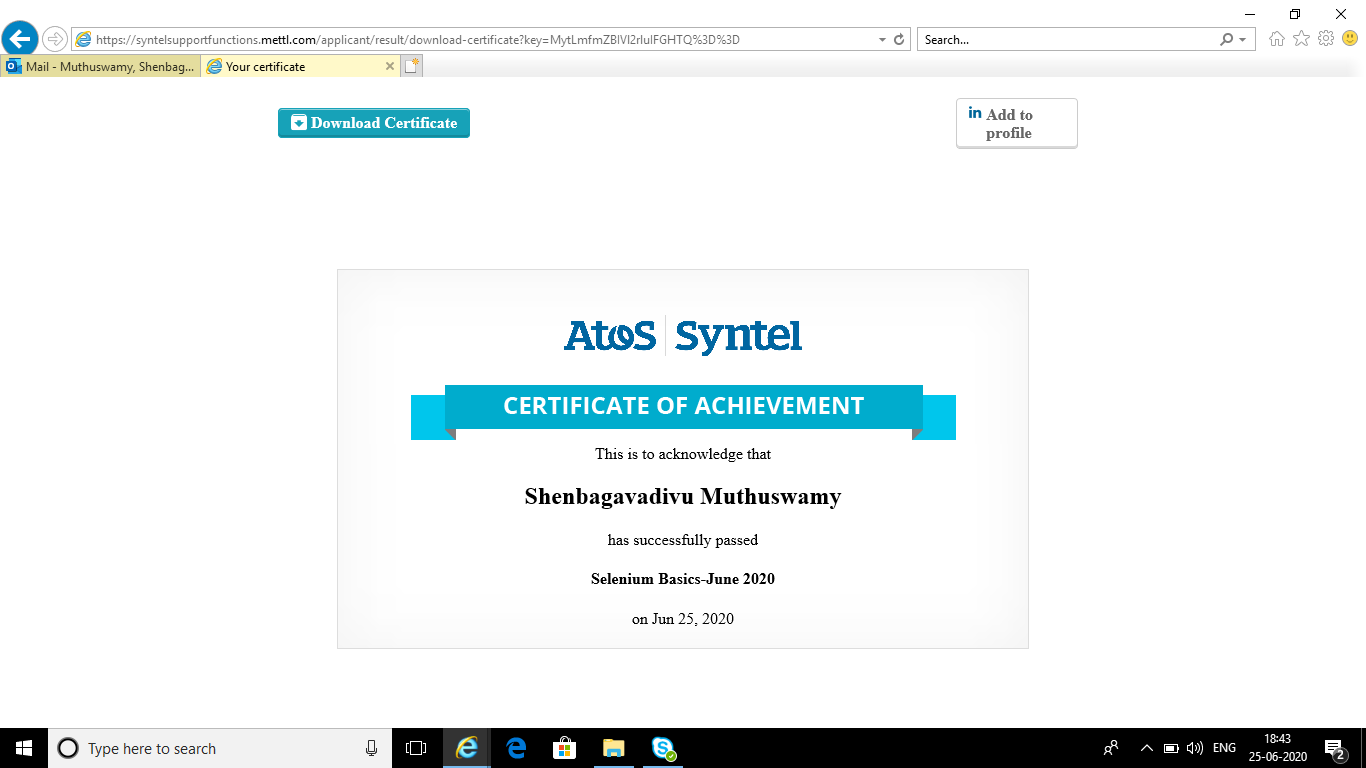 https://syntelsupportfunctions.mettl.com/applicant/result/download-certificate?key=MytLmfmZBlVI2rIulFGHTQ%3D%3D
Search...
Mail - Muthuswamy, Shenbag...
Your certificate
Download Certificate
in Add to
profile
Atos Syntel
CERTIFICATE OF ACHIEVEMENT
This is to acknowledge that
Shenbagavadivu Muthuswamy
has successfully passed
Selenium Basics-June 2020
on Jun 25, 2020
Type here to search
ENG
18:43
25-06-2020
2